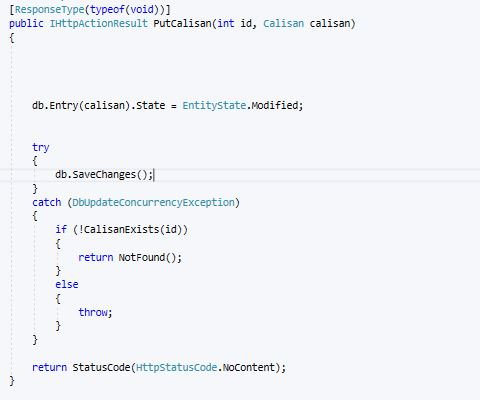 [ResponseType(typeof(void))]
public IHttpActionResult PutCalisan(int id, Calisan calisan)
{
db.Entry(calisan).State = EntityState.Modified;
try
{
db.SaveChanges();
}
catch (DbUpdateConcurrencyException)
{
if (!CalisanExists(id))
{
return NotFound();
}
else
{
throw;
}
}
return StatusCode(HttpStatusCode.NoContent);
}